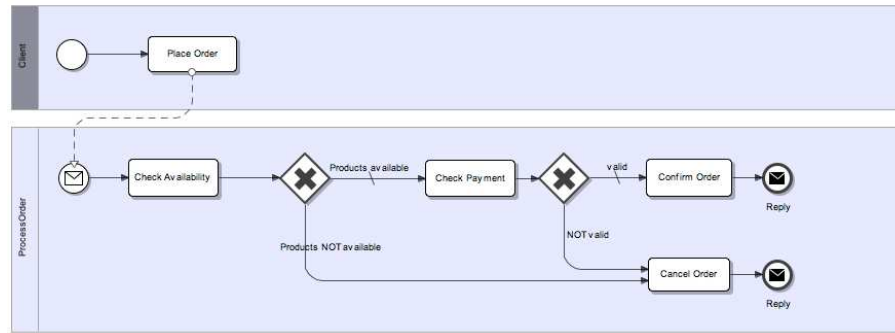 Client
Place Order
ProcessOrder
Check Availability
Products available
Check Payment
valid
Confirm Order
Reply
Products NOT available
NOT valid
Cancel Order
Reply